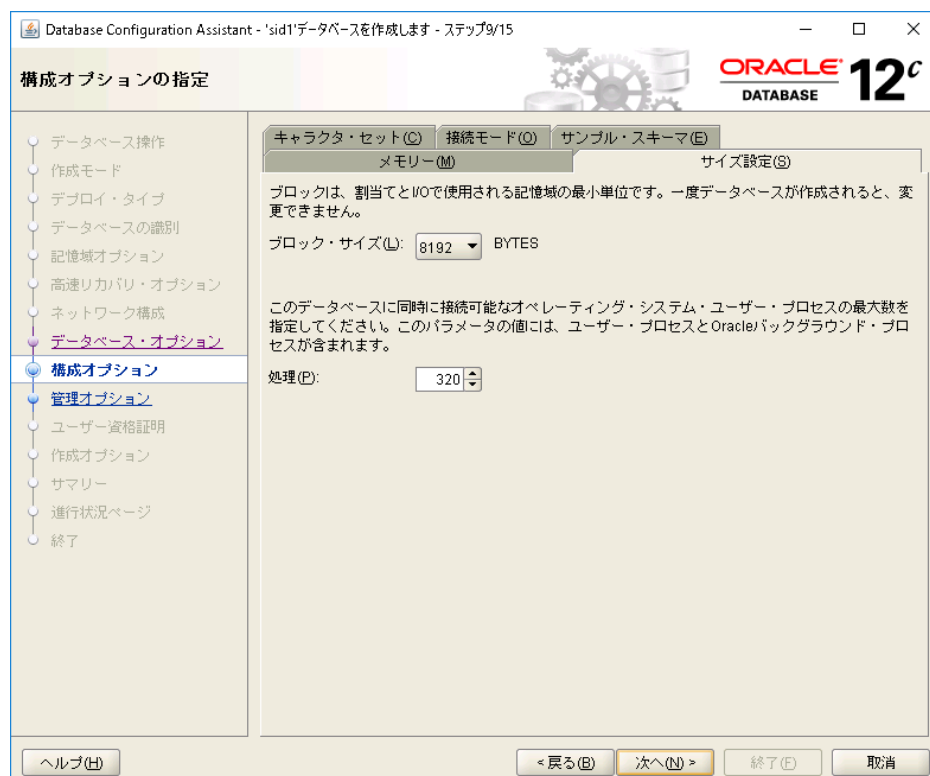 Database Configuration Assistant - 'sid1'データベースを作成します - ステップ9/15
構成オプションの指定
ORACLE
DATABASE
12c
データベース操作
作成モード
デプロイ・タイプ
データベースの識別
記憶域オプション
高速リカバリ・オプション
ネットワーク構成
データベース・オプション
構成オプション
管理オプション
ユーザー資格証明
作成オプション
サマリー
進行状況ページ
終了
キャラクタ・セット(C) 接続モード(O) サンプル・スキーマ(E)
メモリー(M) サイズ設定(S)
ブロックは、割当てとI/Oで使用される記憶域の最小単位です。一度データベースが作成されると、変
更できません。
ブロック・サイズ(L): 8192 BYTES
このデータベースに同時に接続可能なオペレーティング・システム・ユーザー・プロセスの最大数を
指定してください。このパラメータの値には、ユーザー・プロセスとOracleバックグラウンド・プロ
セスが含まれます。
処理(P): 320
ヘルプ(H) <戻る(B) 次へ(N)> 終了(F) 取消